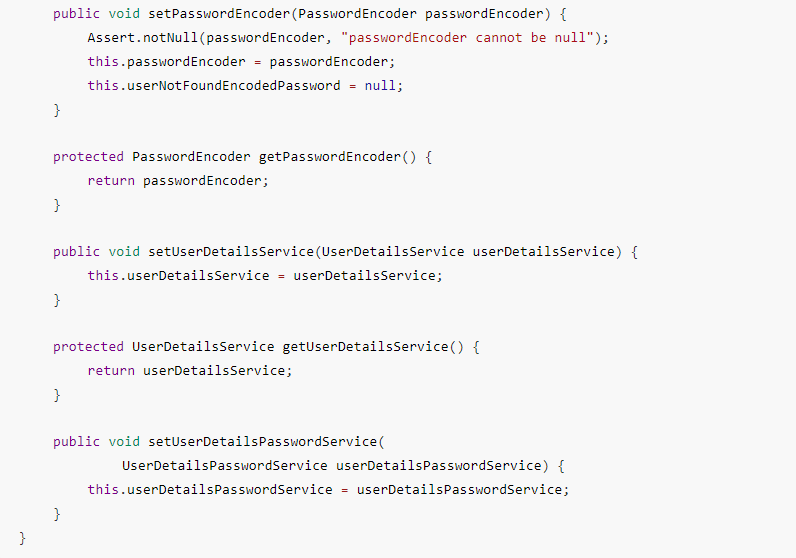 public void setPasswordEncoder(PasswordEncoder passwordEncoder) {
Assert.notNull(passwordEncoder, "passwordEncoder cannot be null");
this.passwordEncoder = passwordEncoder;
this.userNotFoundEncodedPassword = null;
}
protected PasswordEncoder getPasswordEncoder() {
return passwordEncoder;
}
public void setUserDetailsService(UserDetailsService userDetailsService) {
this.userDetailsService = userDetailsService;
}
protected UserDetailsService getUserDetailsService() {
return userDetailsService;
}
public void setUserDetailsPasswordService(
UserDetailsPasswordService userDetailsPasswordService) {
this.userDetailsPasswordService = userDetailsPasswordService;
}
}